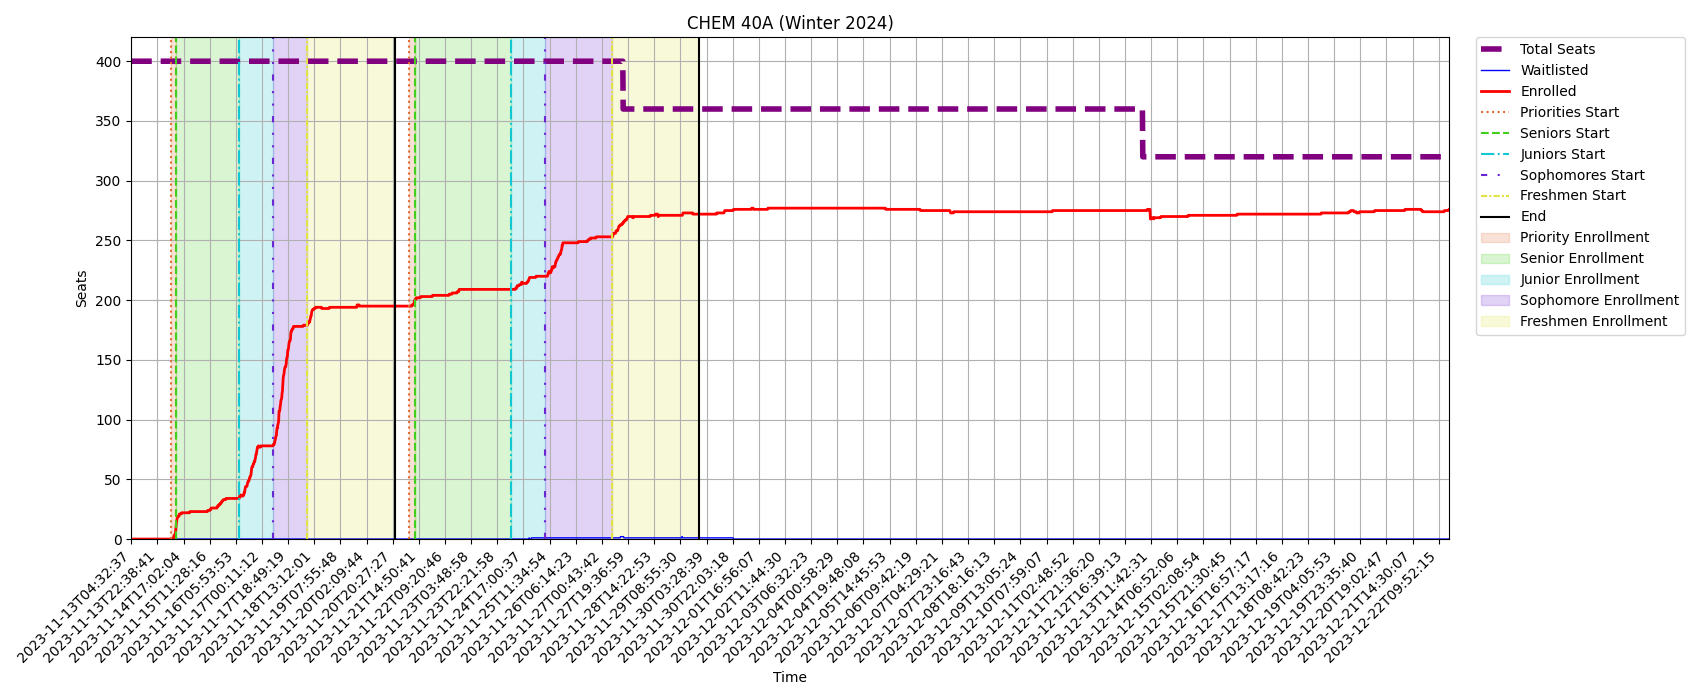 CHEM 40A (Winter 2024)
Seats
400
350
300
250
200
150
100
50
0
2023-11-13T04:32:37
2023-11-13T22:38:41
2023-11-14T17:02:04
2023-11-15T11:28:16
2023-11-16T05:53:53
2023-11-17T00:11:12
2023-11-17T18:49:19
2023-11-18T13:12:01
2023-11-19T07:55:48
2023-11-20T02:09:44
2023-11-20T20:27:27
2023-11-21T14:50:41
2023-11-22T09:20:46
2023-11-23T03:48:58
2023-11-23T22:21:58
2023-11-24T17:00:37
2023-11-25T11:34:54
2023-11-26T06:14:23
2023-11-27T00:43:42
2023-11-27T19:36:59
2023-11-28T14:22:53
2023-11-29T08:55:30
2023-11-30T03:28:39
2023-11-30T22:03:18
2023-12-01T16:56:07
2023-12-02T11:44:30
2023-12-03T06:32:23
2023-12-04T00:58:29
2023-12-04T19:48:08
2023-12-05T14:45:53
2023-12-06T09:42:19
2023-12-07T04:29:21
2023-12-07T23:16:43
2023-12-08T18:16:13
2023-12-09T13:05:24
2023-12-10T07:59:07
2023-12-11T02:48:52
2023-12-11T21:36:20
2023-12-12T16:39:13
2023-12-13T11:42:31
2023-12-14T06:52:06
2023-12-15T02:08:54
2023-12-15T21:30:45
2023-12-16T16:57:17
2023-12-17T13:17:16
2023-12-18T08:42:23
2023-12-19T04:05:53
2023-12-19T23:35:40
2023-12-20T19:02:47
2023-12-21T14:30:07
2023-12-22T09:52:15
Time
Total Seats
Waitlisted
Enrolled
Priorities Start
Seniors Start
Juniors Start
Sophomores Start
Freshmen Start
End
Priority Enrollment
Senior Enrollment
Junior Enrollment
Sophomore Enrollment
Freshmen Enrollment